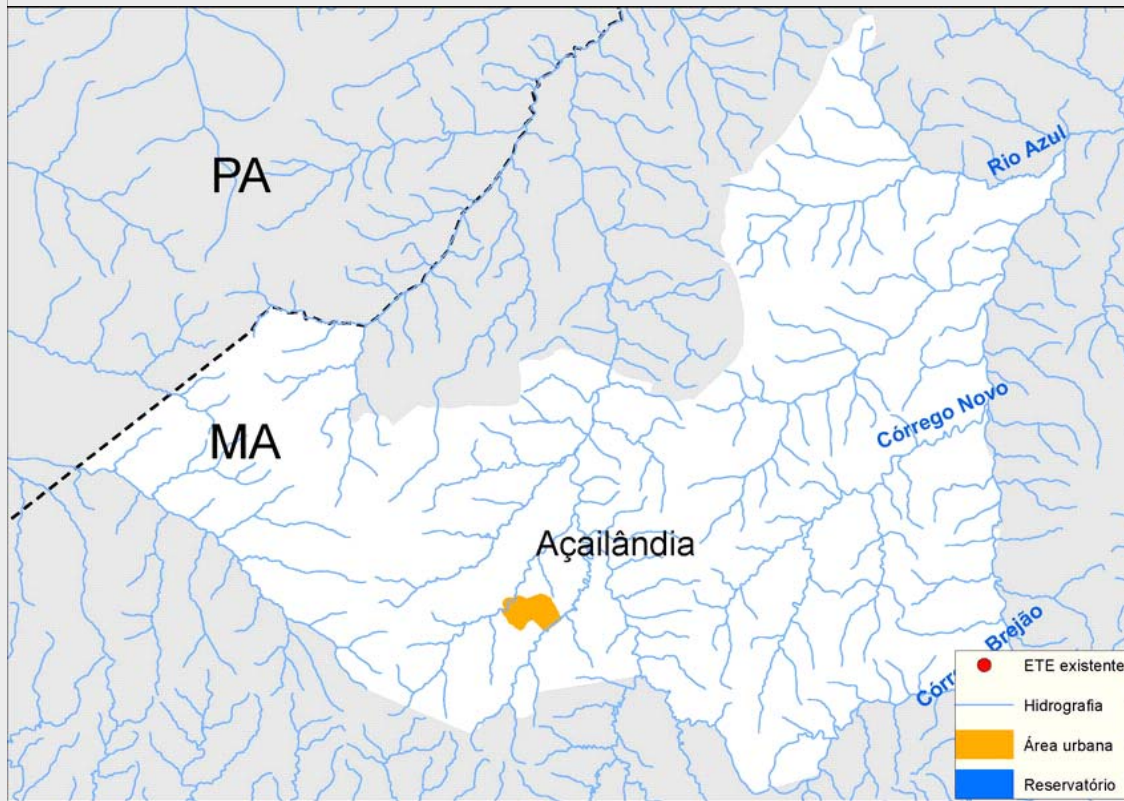 PA
Rio Azul
MA
Córrego Novo
Açailândia
Brejão
ETE existente
Hidrografia
Área urbana
Reservatório